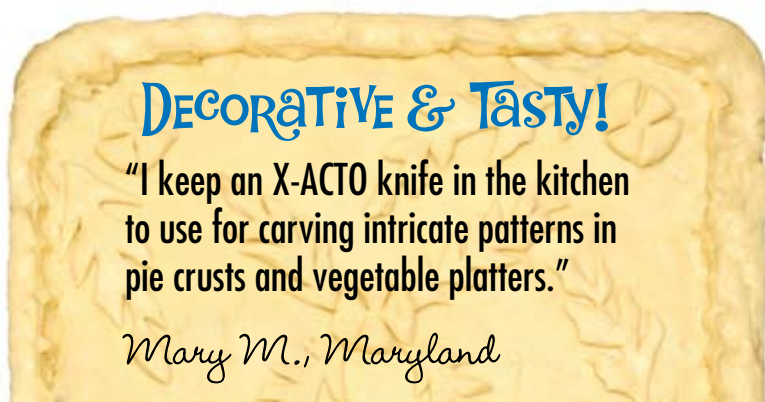 Decorative & Tasty!
“I keep an X-ACTO knife in the kitchen
to use for carving intricate patterns in
pie crusts and vegetable platters.”
Mary M., Maryland